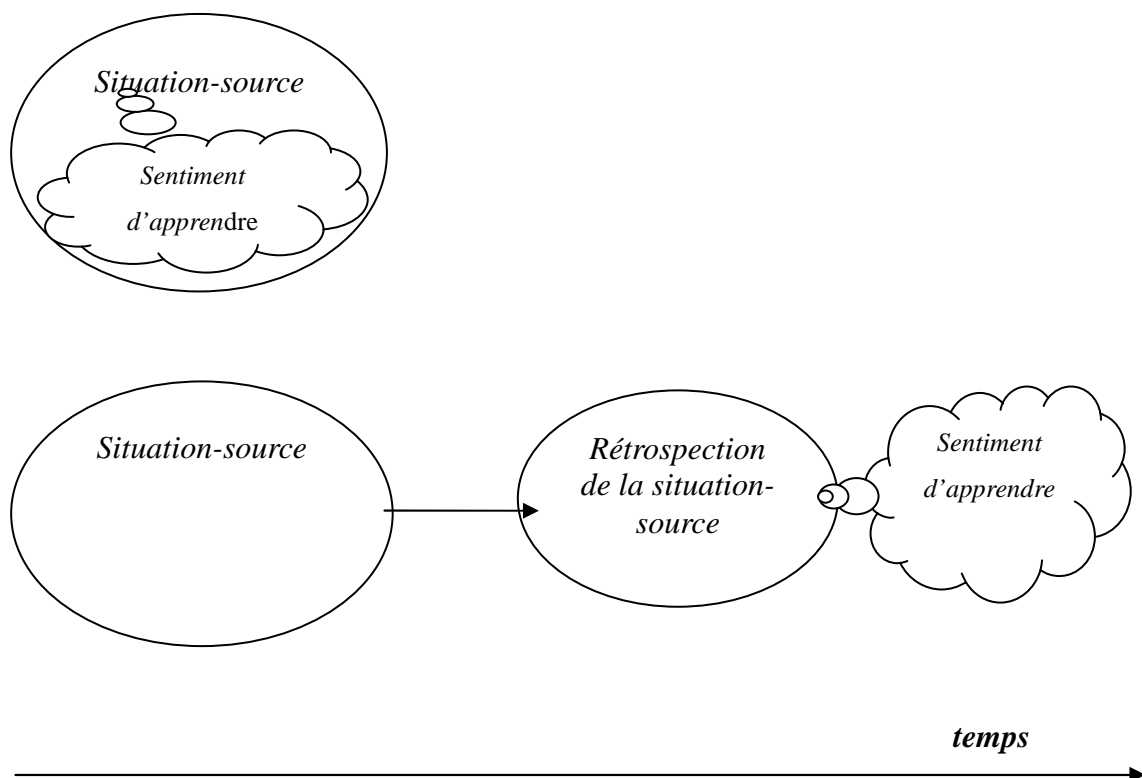 Situation-source
Sentiment
d’apprendre
Situation-source
Rétrospection
de la situation-
source
Sentiment
d’apprendre
temps